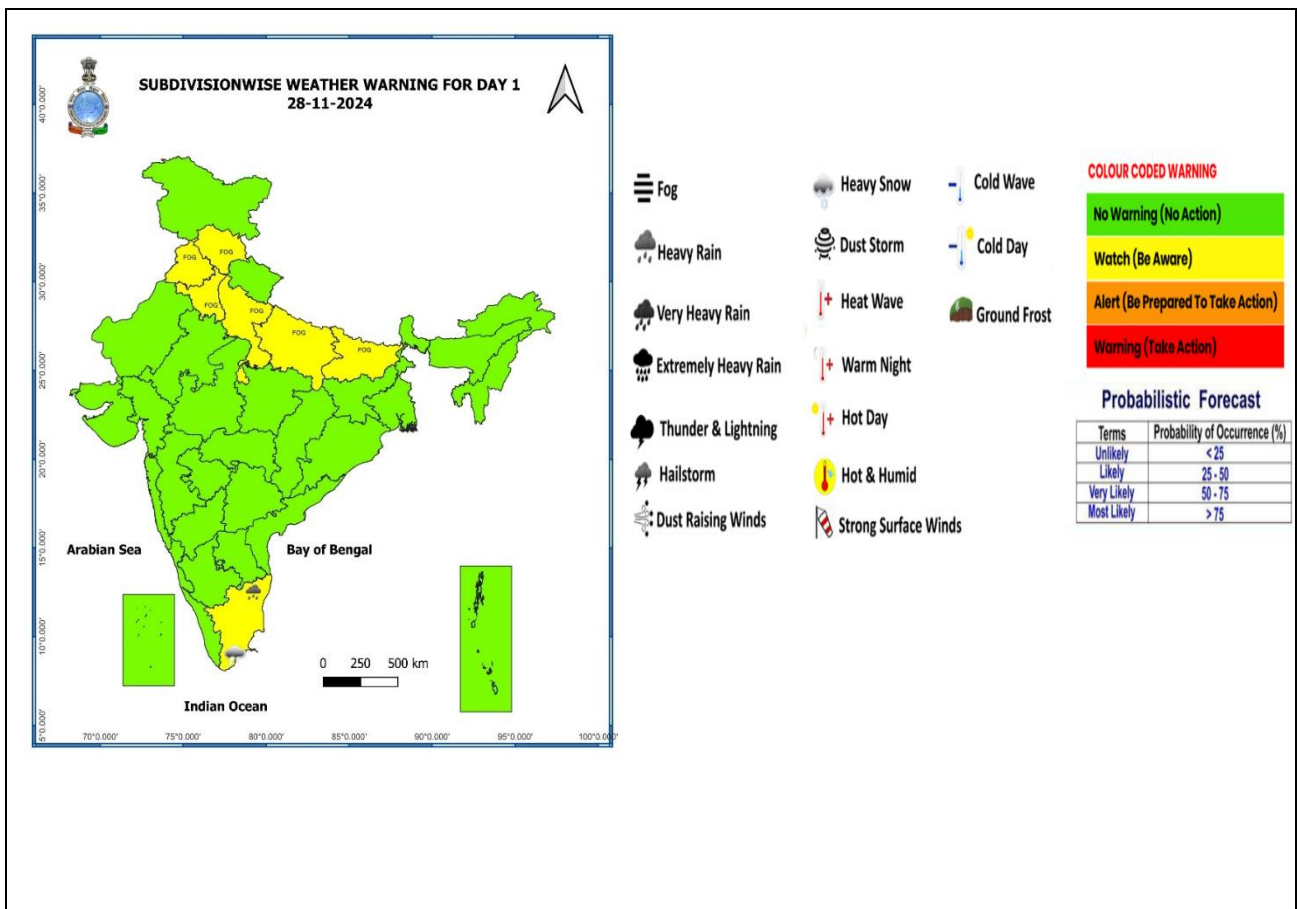 SUBDIVISIONWISE WEATHER WARNING FOR DAY 1
28-11-2024
40°0.000'
35°0.000'
30°0.000'
25°0.000'
20°0.000'
15°0.000'
10°0.000'
5°0.000'
FOG
FOG
FOG
FOG
FOG
FOG
Arabian Sea
Bay of Bengal
0 250 500 km
Indian Ocean
70°0.000' 75°0.000' 80°0.000' 85°0.000' 90°0.000' 95°0.000' 100°0.000'
Fog
Heavy Rain
Very Heavy Rain
Extremely Heavy Rain
Thunder & Lightning
Hailstorm
Dust Raising Winds
Heavy Snow
Dust Storm
Heat Wave
Warm Night
Hot Day
Hot & Humid
Strong Surface Winds
Cold Wave
Cold Day
Ground Frost
COLOUR CODED WARNING
No Warning (No Action)
Watch (Be Aware)
Alert (Be Prepared To Take Action)
Warning (Take Action)
Probabilistic Forecast
Terms Probability of Occurrence (%)
Unlikely < 25
Likely 25 - 50
Very Likely 50 - 75
Most Likely > 75